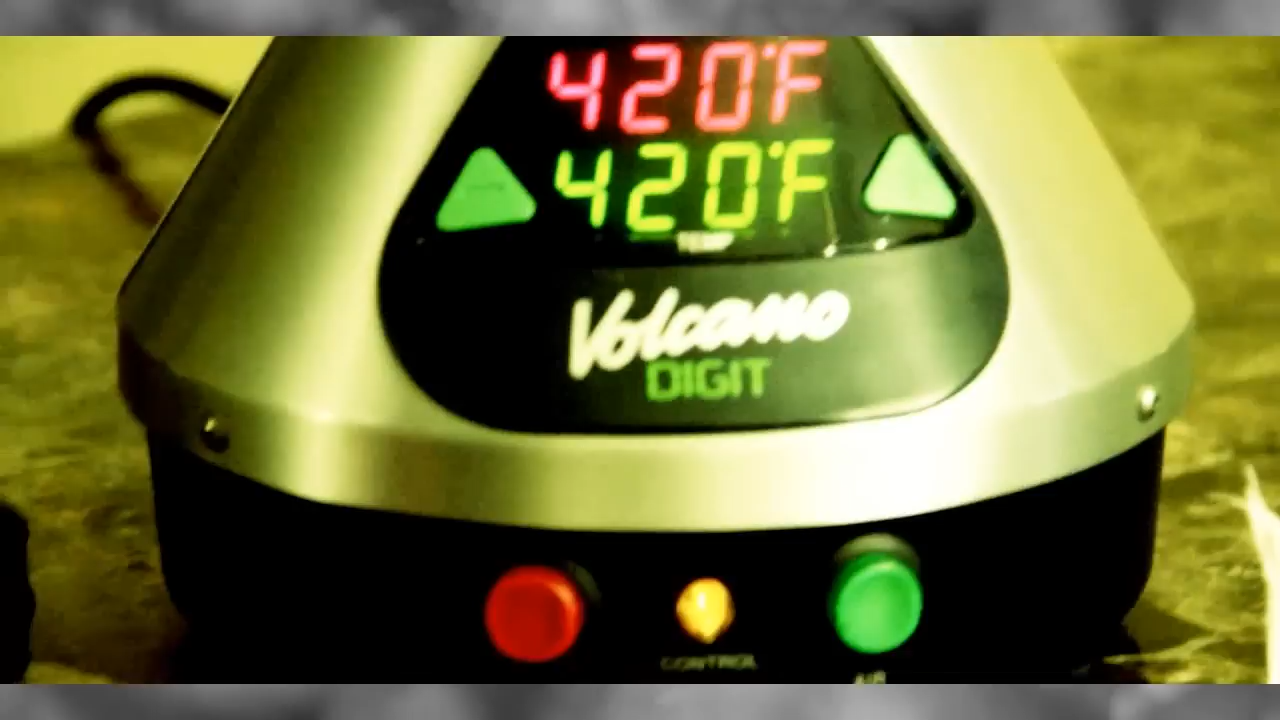 420°F
420°F
TEMP
Volcano
DIGIT
CONTROL
AIR